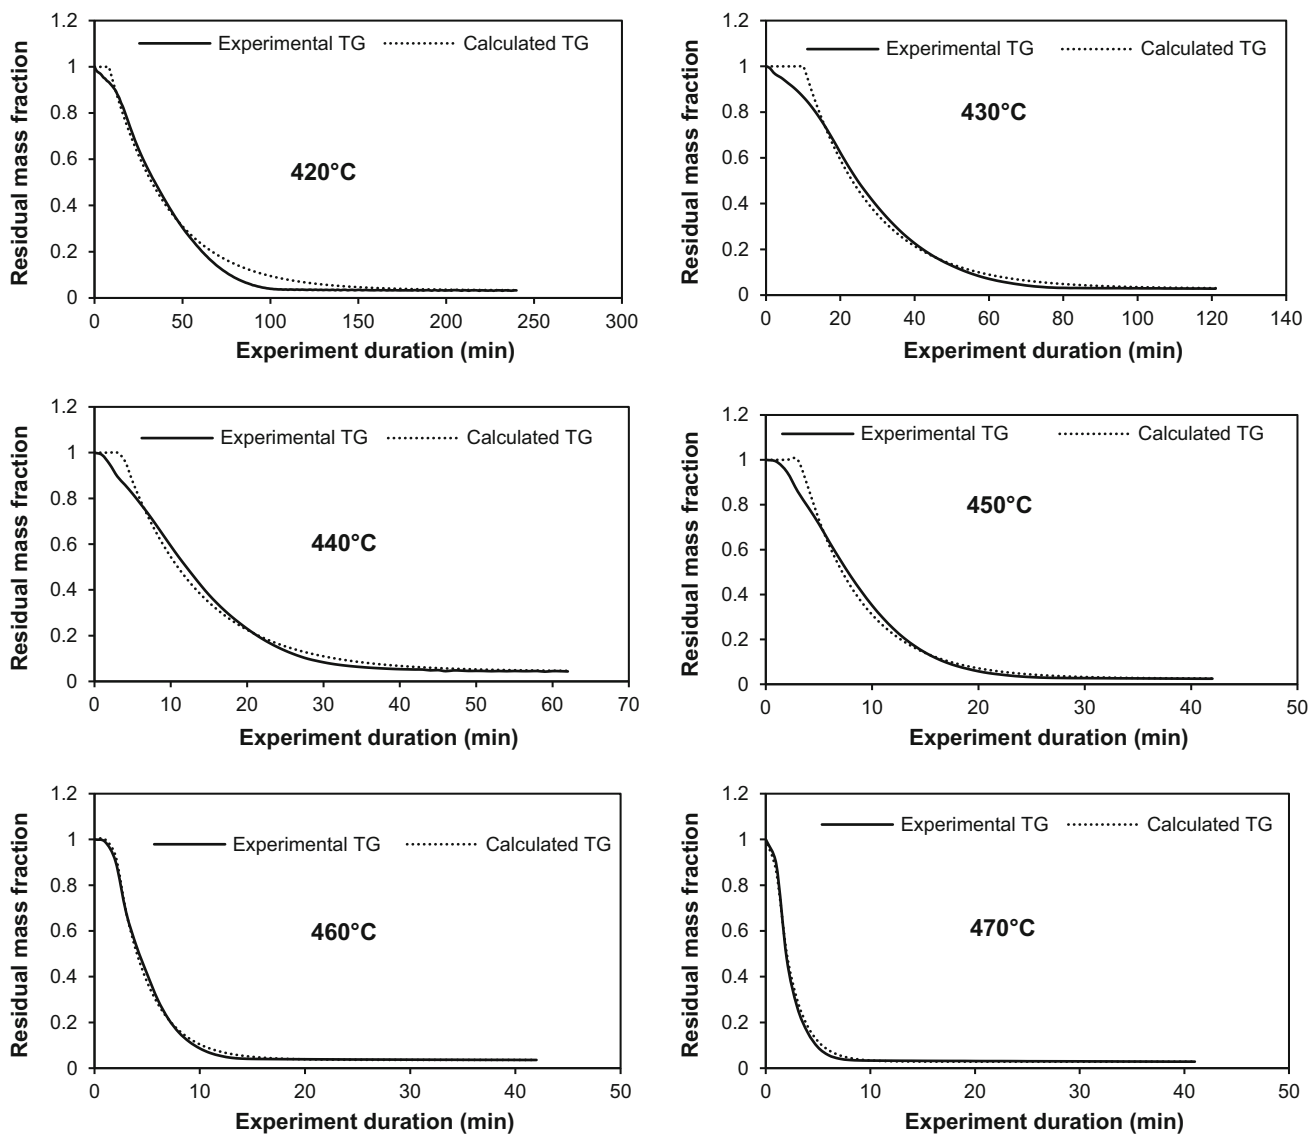 1.2
Experimental TG
Calculated TG
1
0.8
0.6
0.4
0.2
0
420°C
Residual mass fraction
0 50 100 150 200 250 300
Experiment duration (min)
1.2
Experimental TG
Calculated TG
1
0.8
0.6
0.4
0.2
0
430°C
Residual mass fraction
0 20 40 60 80 100 120 140
Experiment duration (min)
1.2
Experimental TG
Calculated TG
1
0.8
0.6
0.4
0.2
0
440°C
Residual mass fraction
0 10 20 30 40 50 60 70
Experiment duration (min)
1.2
Experimental TG
Calculated TG
1
0.8
0.6
0.4
0.2
0
450°C
Residual mass fraction
0 10 20 30 40 50
Experiment duration (min)
1.2
Experimental TG
Calculated TG
1
0.8
0.6
0.4
0.2
0
460°C
Residual mass fraction
0 10 20 30 40 50
Experiment duration (min)
1.2
Experimental TG
Calculated TG
1
0.8
0.6
0.4
0.2
0
470°C
Residual mass fraction
0 10 20 30 40 50
Experiment duration (min)